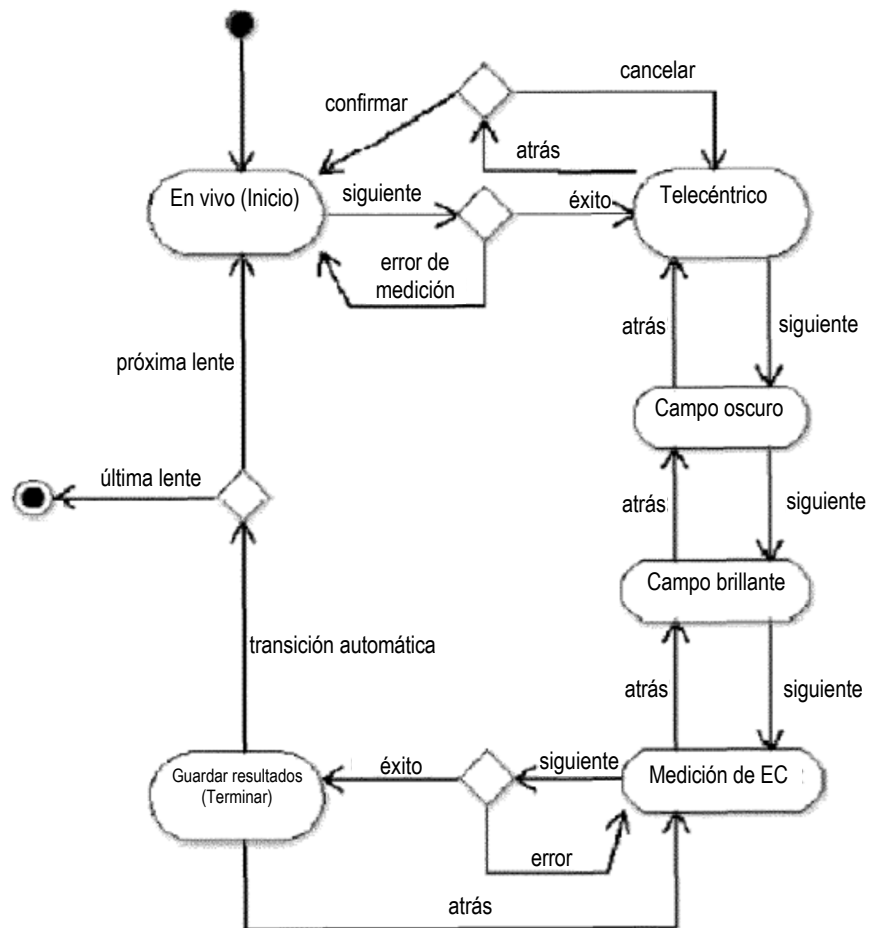 cancelar
confirmar
atrás
En vivo (Inicio)
siguiente
éxito
Telecéntrico
error de
medición
atrás
siguiente
próxima lente
Campo oscuro
última lente
atrás
siguiente
Campo brillante
transición automática
atrás
siguiente
Guardar resultados
(Terminar)
éxito
siguiente
Medición de EC
error
atrás